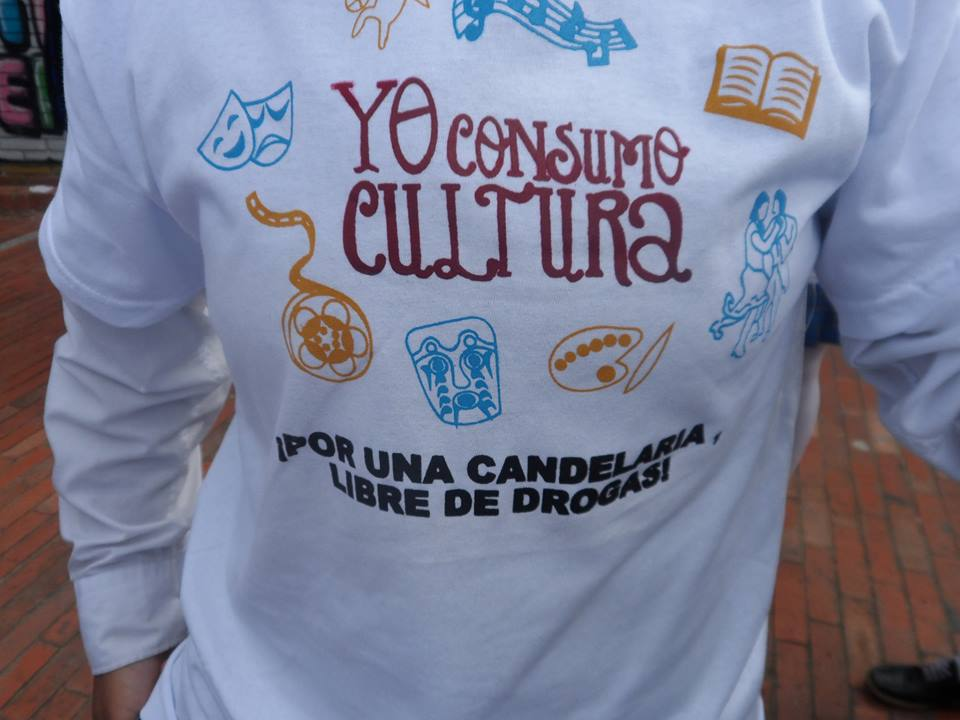 YO CONSUMO
CULTURA
¡POR UNA CANDELARIA,
LIBRE DE DROGAS!